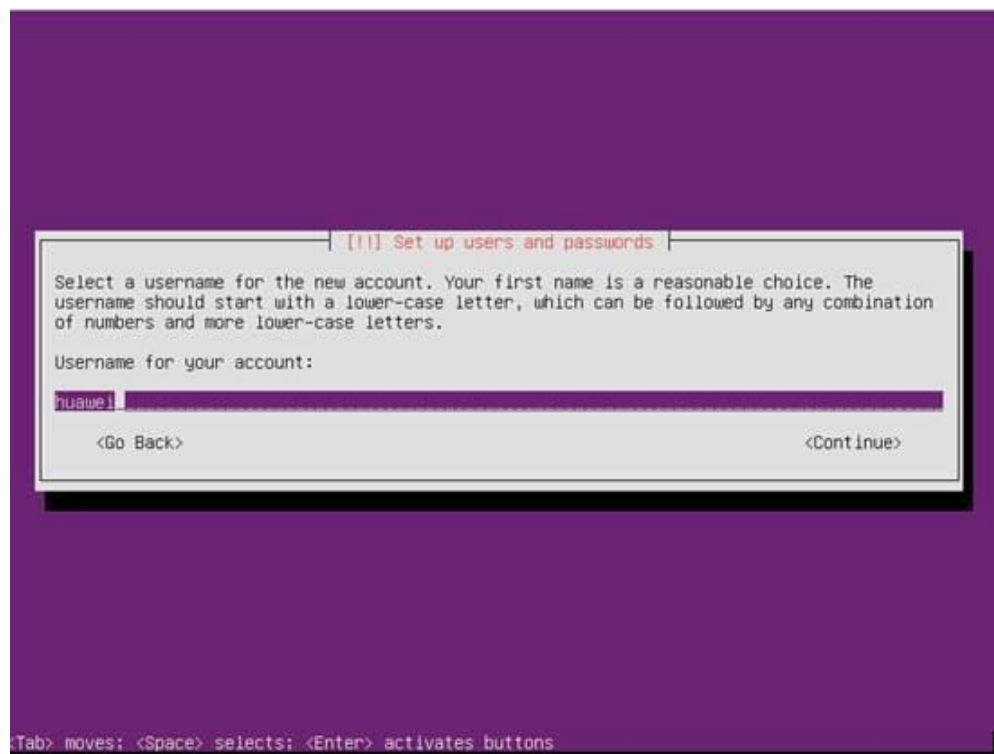 [!!] Set up users and passwords
Select a username for the new account. Your first name is a reasonable choice. The
username should start with a lower-case letter, which can be followed by any combination
of numbers and more lower-case letters.
Username for your account:
huawei
<Go Back>
<Continue>
<Tab> moves; <Space> selects; <Enter> activates buttons